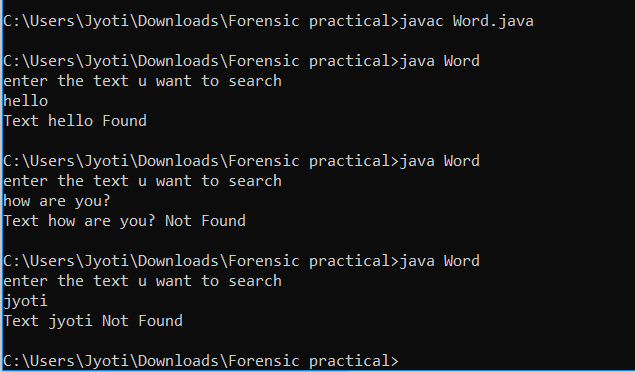 C:\Users\Jyoti\Downloads\Forensic practical>javac Word.java
C:\Users\Jyoti\Downloads\Forensic practical>java Word
enter the text u want to search
hello
Text hello Found
C:\Users\Jyoti\Downloads\Forensic practical>java Word
enter the text u want to search
how are you?
Text how are you? Not Found
C:\Users\Jyoti\Downloads\Forensic practical>java Word
enter the text u want to search
jyoti
Text jyoti Not Found
C:\Users\Jyoti\Downloads\Forensic practical>